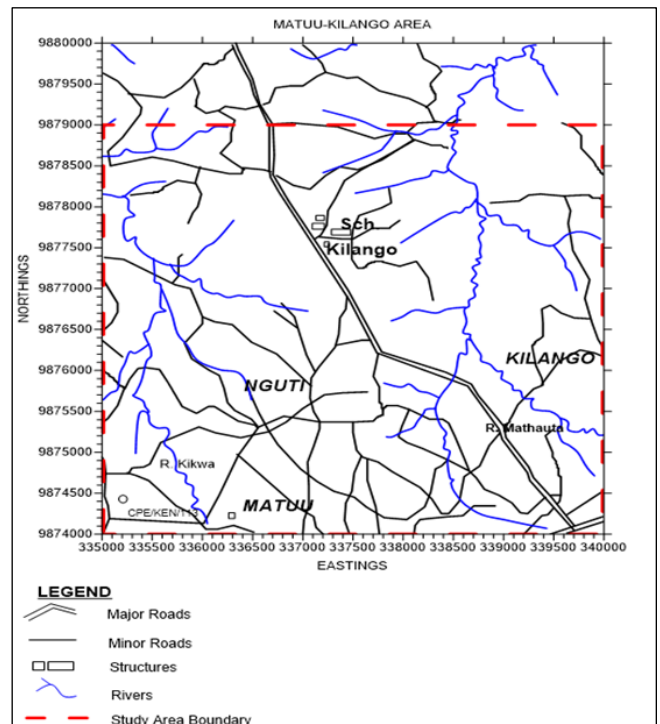 MATUU-KILANGO AREA
9880000
9879500
9879000
9878500
9878000
9877500
9877000
9876500
9876000
9875500
9875000
9874500
9874000
NORTHINGS
Sch.
Kilango
KILANGO
NGUTI
R. Mathauta
R. Kikwa
MATUU
CPE/KEN/113
335000 335500 336000 336500 337000 337500 338000 338500 339000 339500 340000
EASTINGS
LEGEND
Major Roads
Minor Roads
Structures
Rivers
Study Area Boundary